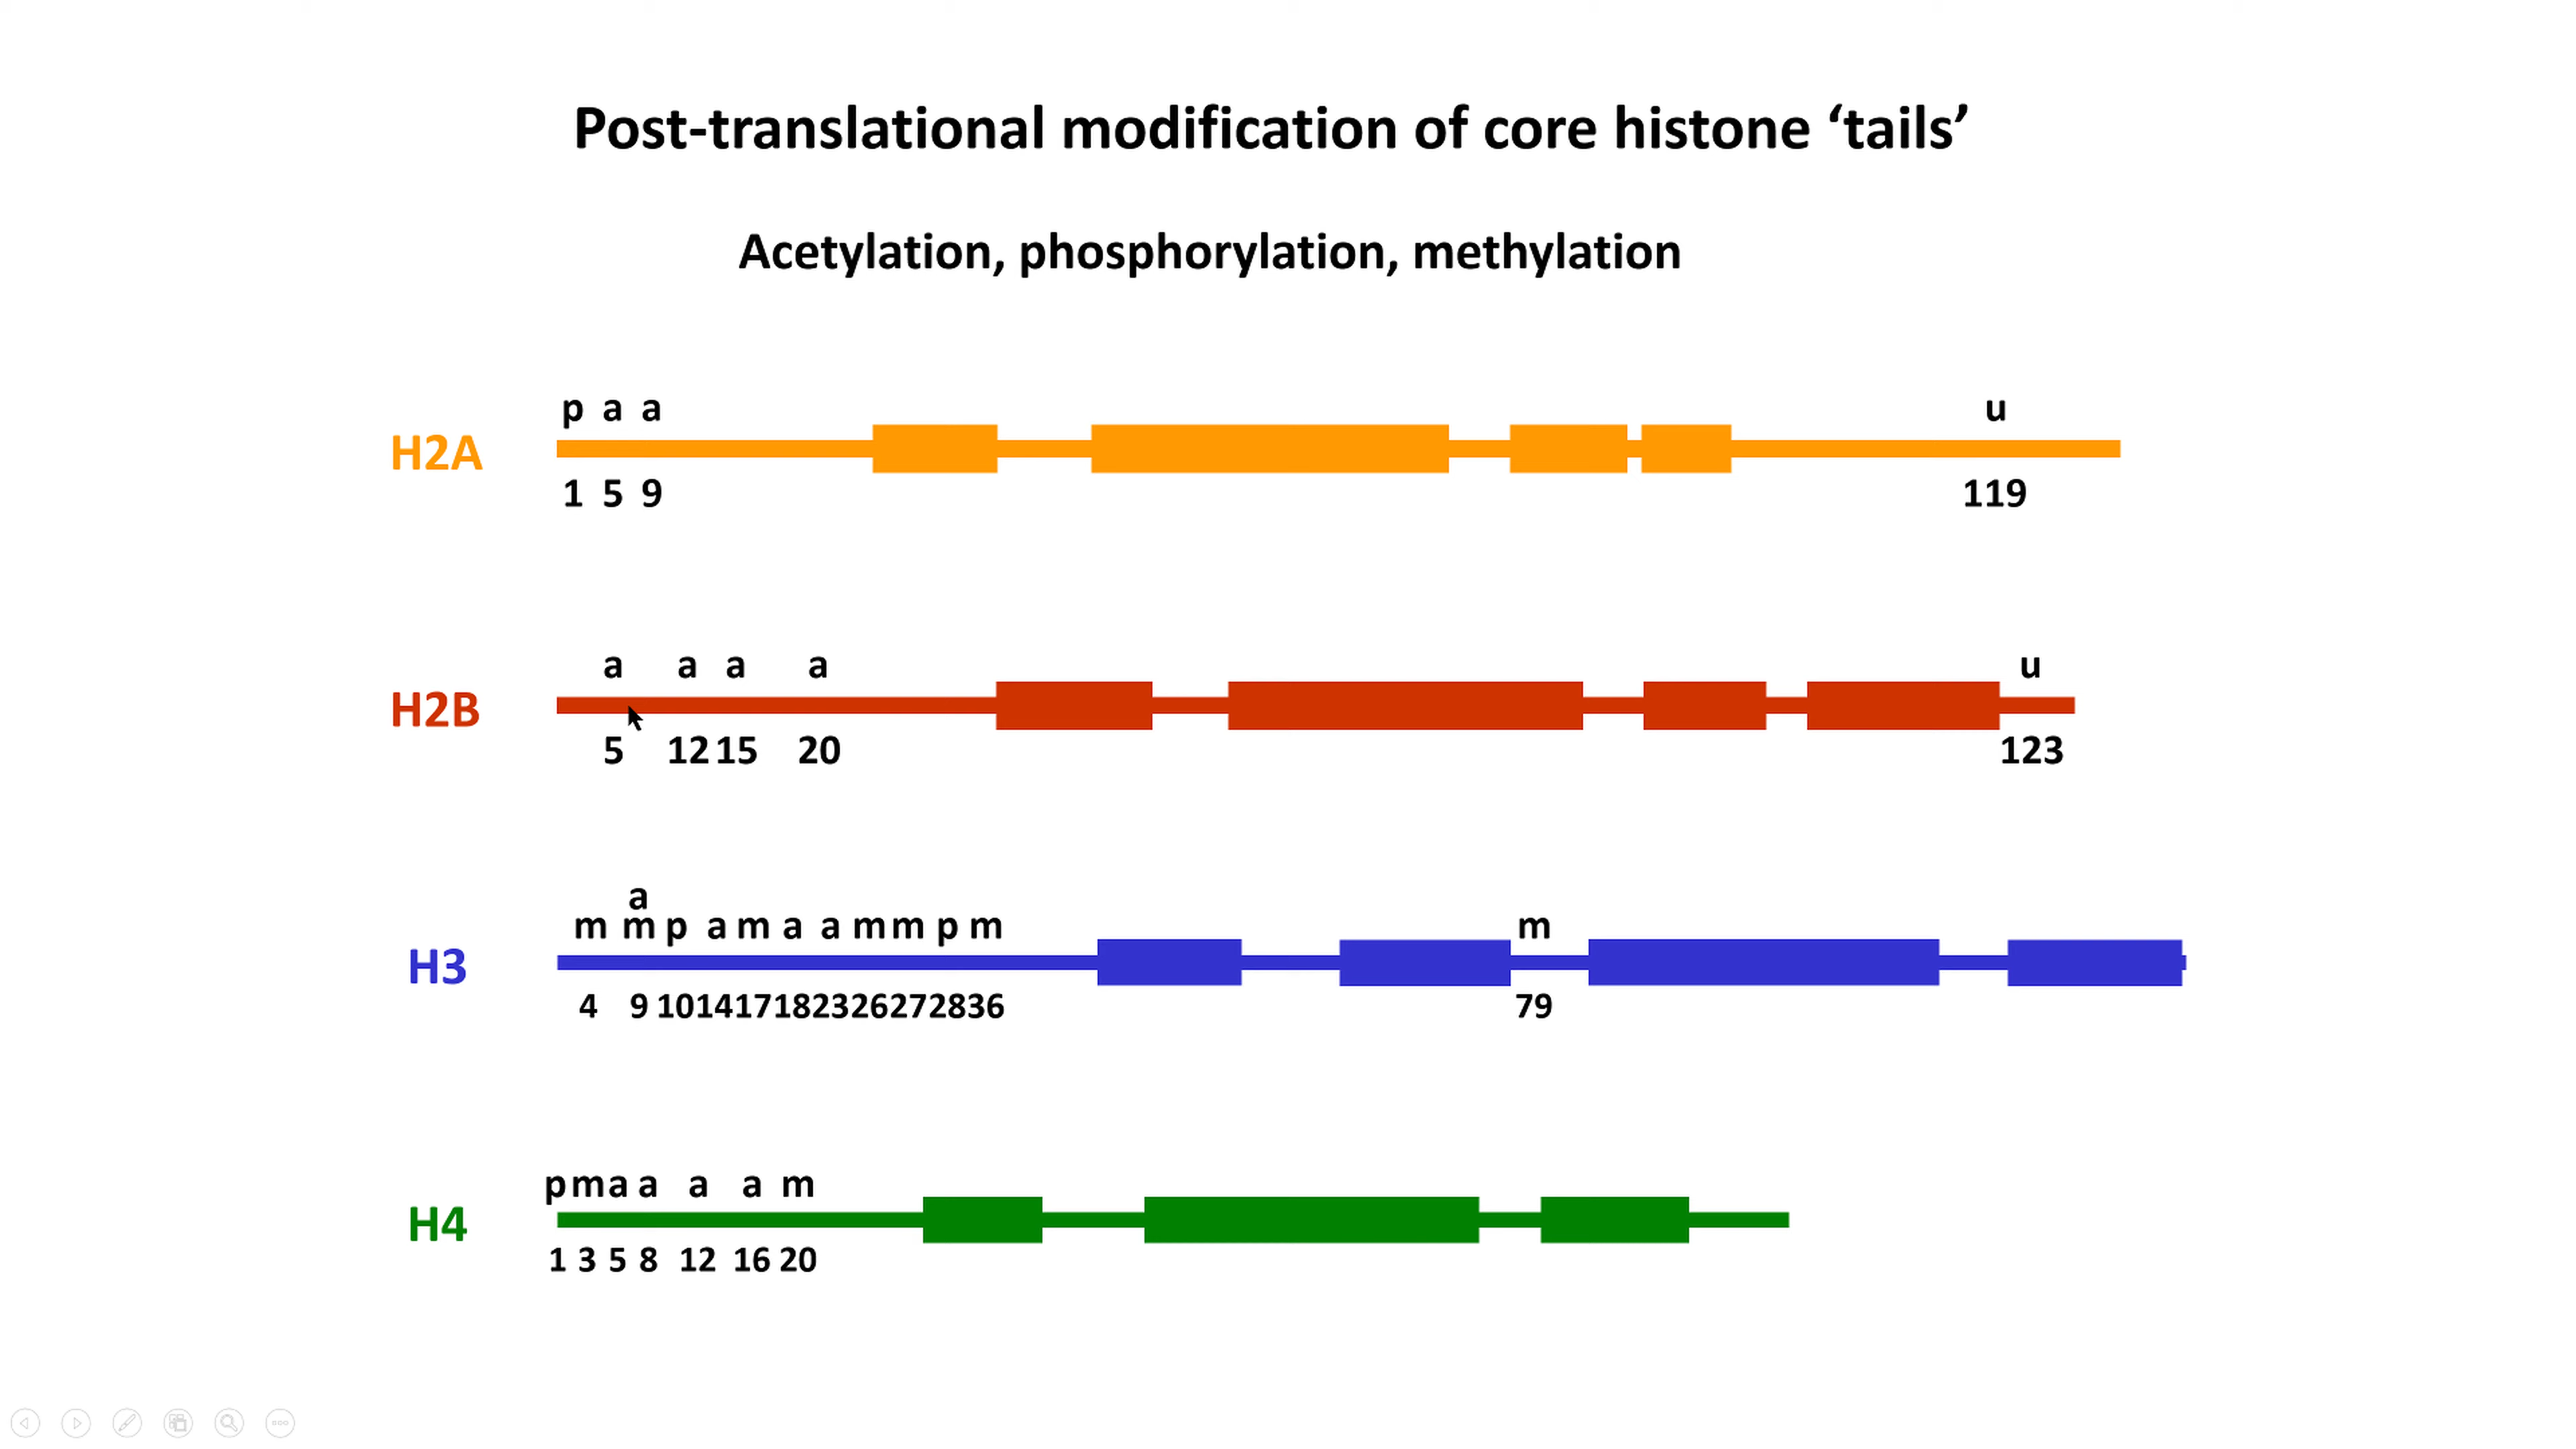 Post-translational modification of core histone ‘tails’
Acetylation, phosphorylation, methylation
p a a u
H2A
1 5 9 119
a a a a u
H2B
5 12 15 20 123
a
m m p a m a a m m p m m
H3
4 9 10 14 17 18 23 26 27 28 36 79
p m a a a a m
H4
1 3 5 8 12 16 20